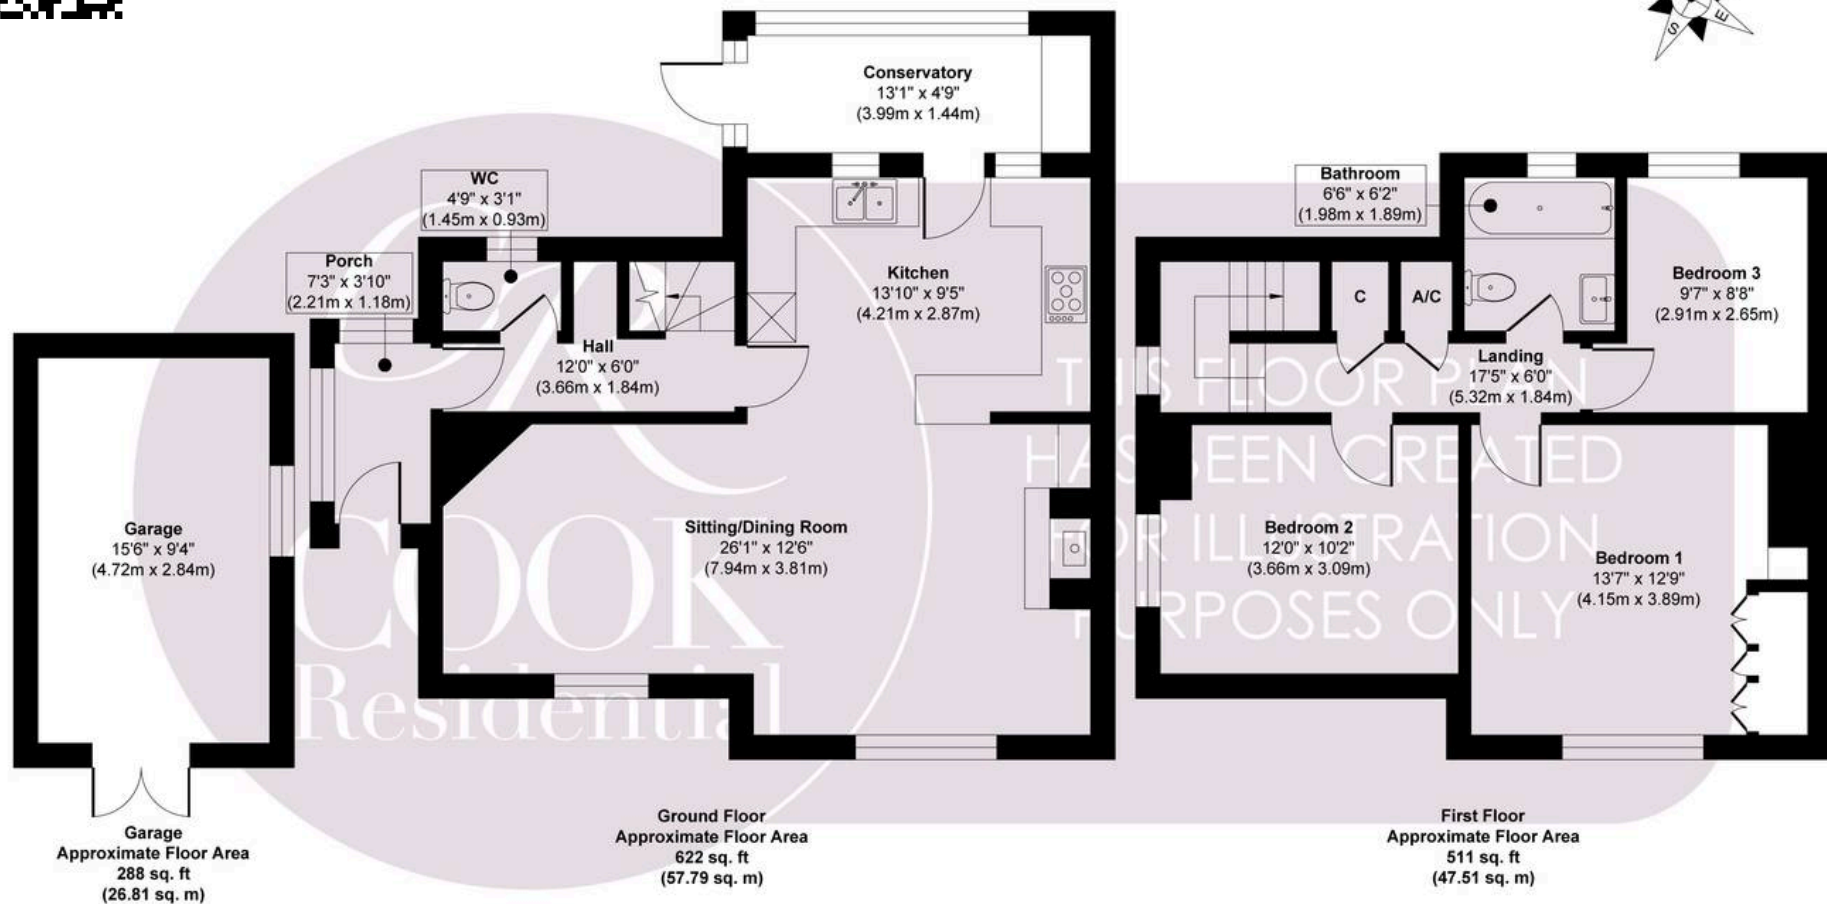 S
E
Conservatory
13'1" x 4'9"
(3.99m x 1.44m)
WC
4'9" x 3'1"
(1.45m x 0.93m)
Bathroom
6'6" x 6'2"
(1.98m x 1.89m)
Porch
7'3" x 3'10"
(2.21m x 1.18m)
Kitchen
13'10" x 9'5"
(4.21m x 2.87m)
Bedroom 3
9'7" x 8'8"
(2.91m x 2.65m)
C
A/C
Hall
12'0" x 6'0"
(3.66m x 1.84m)
Landing
17'5" x 6'0"
(5.32m x 1.84m)
Garage
15'6" x 9'4"
(4.72m x 2.84m)
Sitting/Dining Room
26'1" x 12'6"
(7.94m x 3.81m)
Bedroom 2
12'0" x 10'2"
(3.66m x 3.09m)
Bedroom 1
13'7" x 12'9"
(4.15m x 3.89m)
CR
COOK
Residential
THIS FLOOR PLAN
HAS BEEN CREATED
FOR ILLUSTRATION
PURPOSES ONLY
Garage
Approximate Floor Area
288 sq. ft
(26.81 sq. m)
Ground Floor
Approximate Floor Area
622 sq. ft
(57.79 sq. m)
First Floor
Approximate Floor Area
511 sq. ft
(47.51 sq. m)